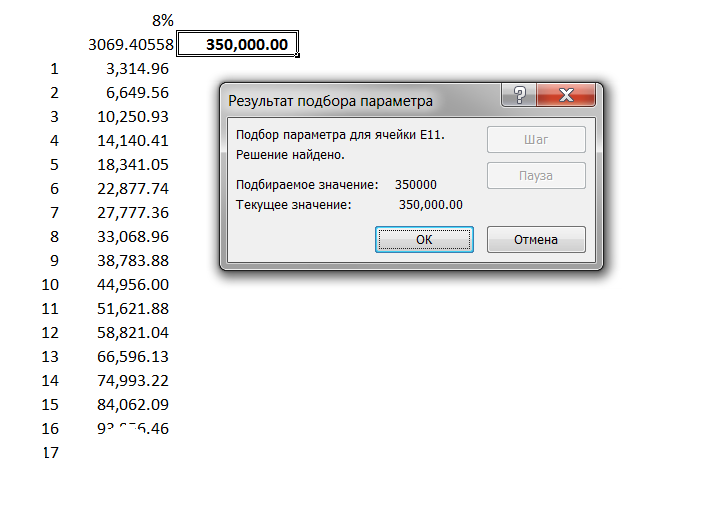 8%
3069.40558 350,000.00
1 3,314.96
2 6,649.56
3 10,250.93
4 14,140.41
5 18,341.05
6 22,877.74
7 27,777.36
8 33,068.96
9 38,783.88
10 44,956.00
11 51,621.88
12 58,821.04
13 66,596.13
14 74,993.22
15 84,062.09
16
17
Результат подбора параметра
Подбор параметра для ячейки E11.
Решение найдено.
Подбираемое значение: 350000
Текущее значение: 350,000.00
Шаг
Пауза
ОК Отмена